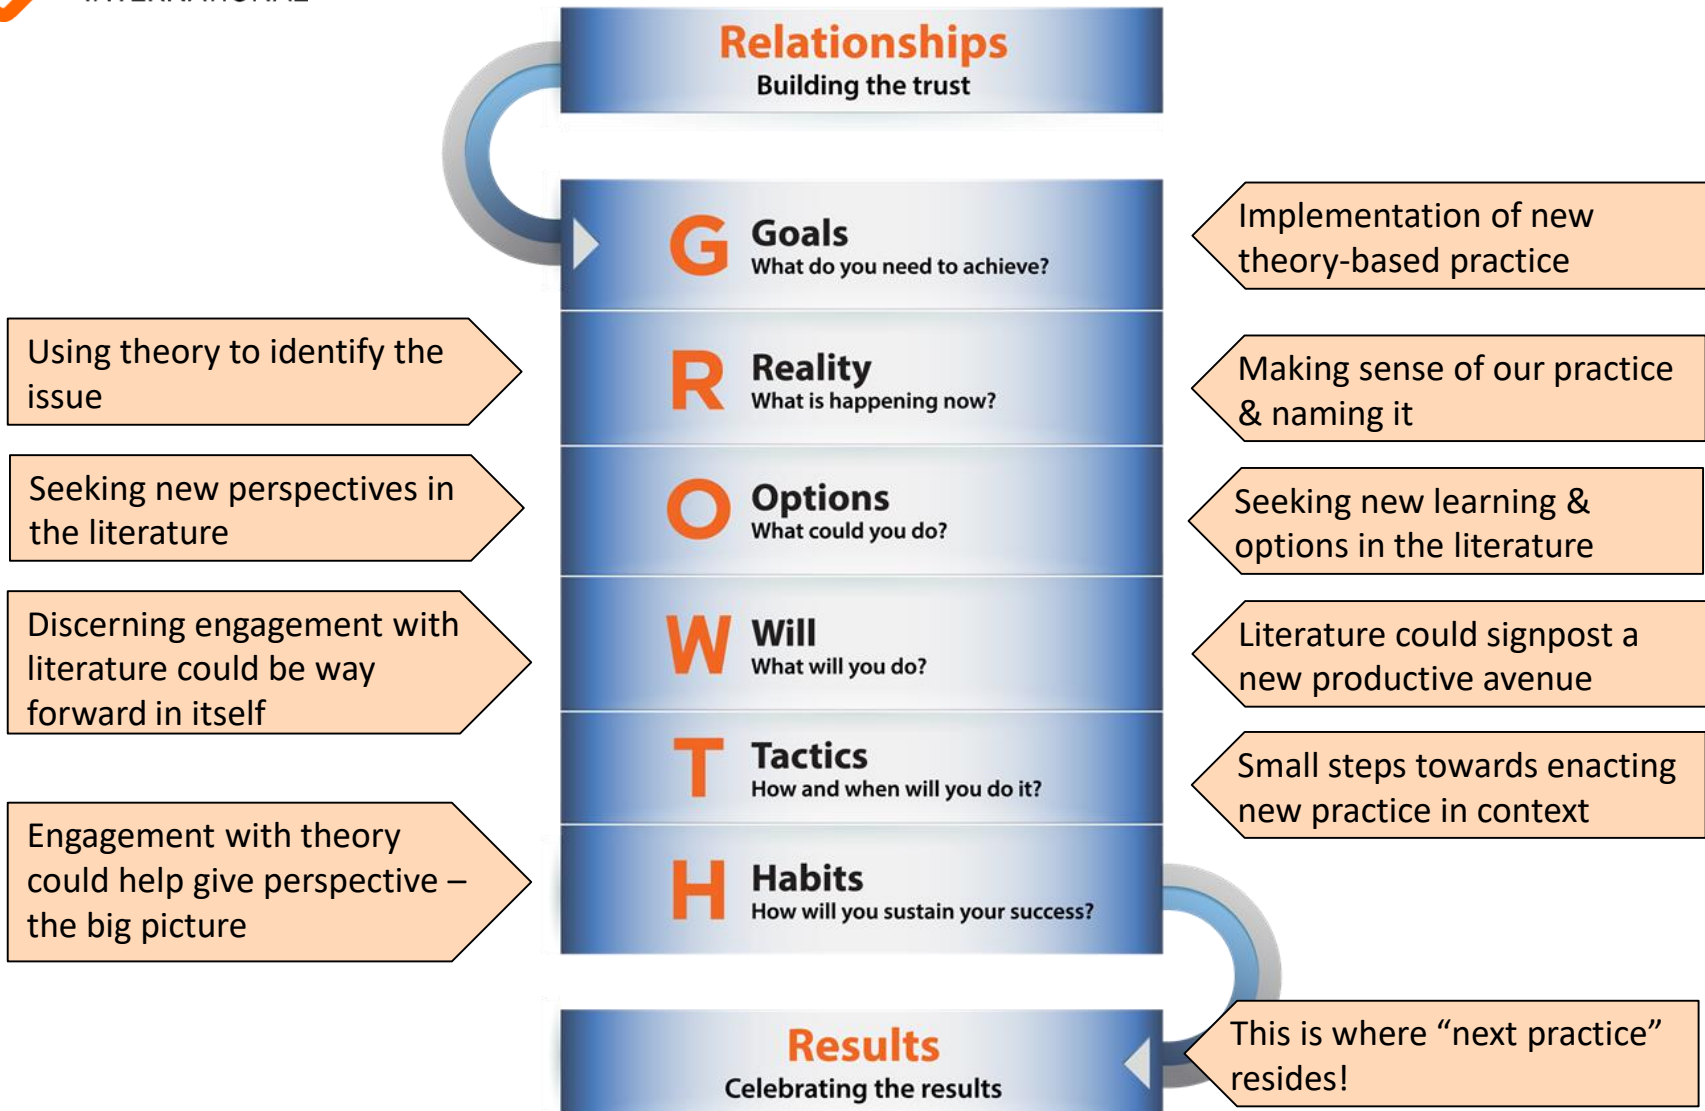 INTERNATIONAL
Relationships
Building the trust
G
Goals
What do you need to achieve?
Implementation of new
theory-based practice
Using theory to identify the
issue
R
Reality
What is happening now?
Making sense of our practice
& naming it
Seeking new perspectives in
the literature
O
Options
What could you do?
Seeking new learning &
options in the literature
Discerning engagement with
literature could be way
forward in itself
W
Will
What will you do?
Literature could signpost a
new productive avenue
T
Tactics
How and when will you do it?
Small steps towards enacting
new practice in context
Engagement with theory
could help give perspective –
the big picture
H
Habits
How will you sustain your success?
Results
Celebrating the results
This is where “next practice”
resides!